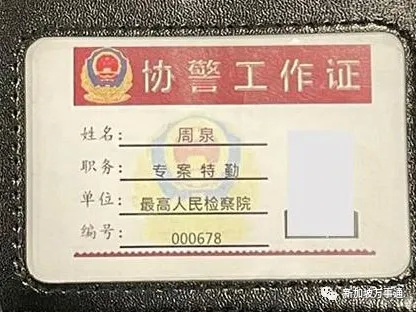 协警工作证
姓名：周泉
职务：专案特勤
单位：最高人民检察院
编号：000678
新加坡万事通